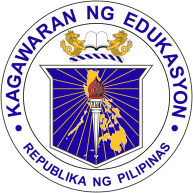 KAGAWARAN NG EDUKASYON
REPUBLIKA NG PILIPINAS